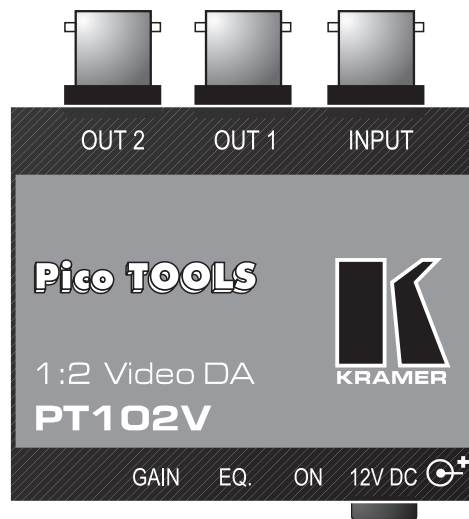 OUT 2 OUT 1 INPUT
Pico TOOLS
K
KRAMER
1:2 Video DA
PT102V
GAIN EQ. ON 12V DC +